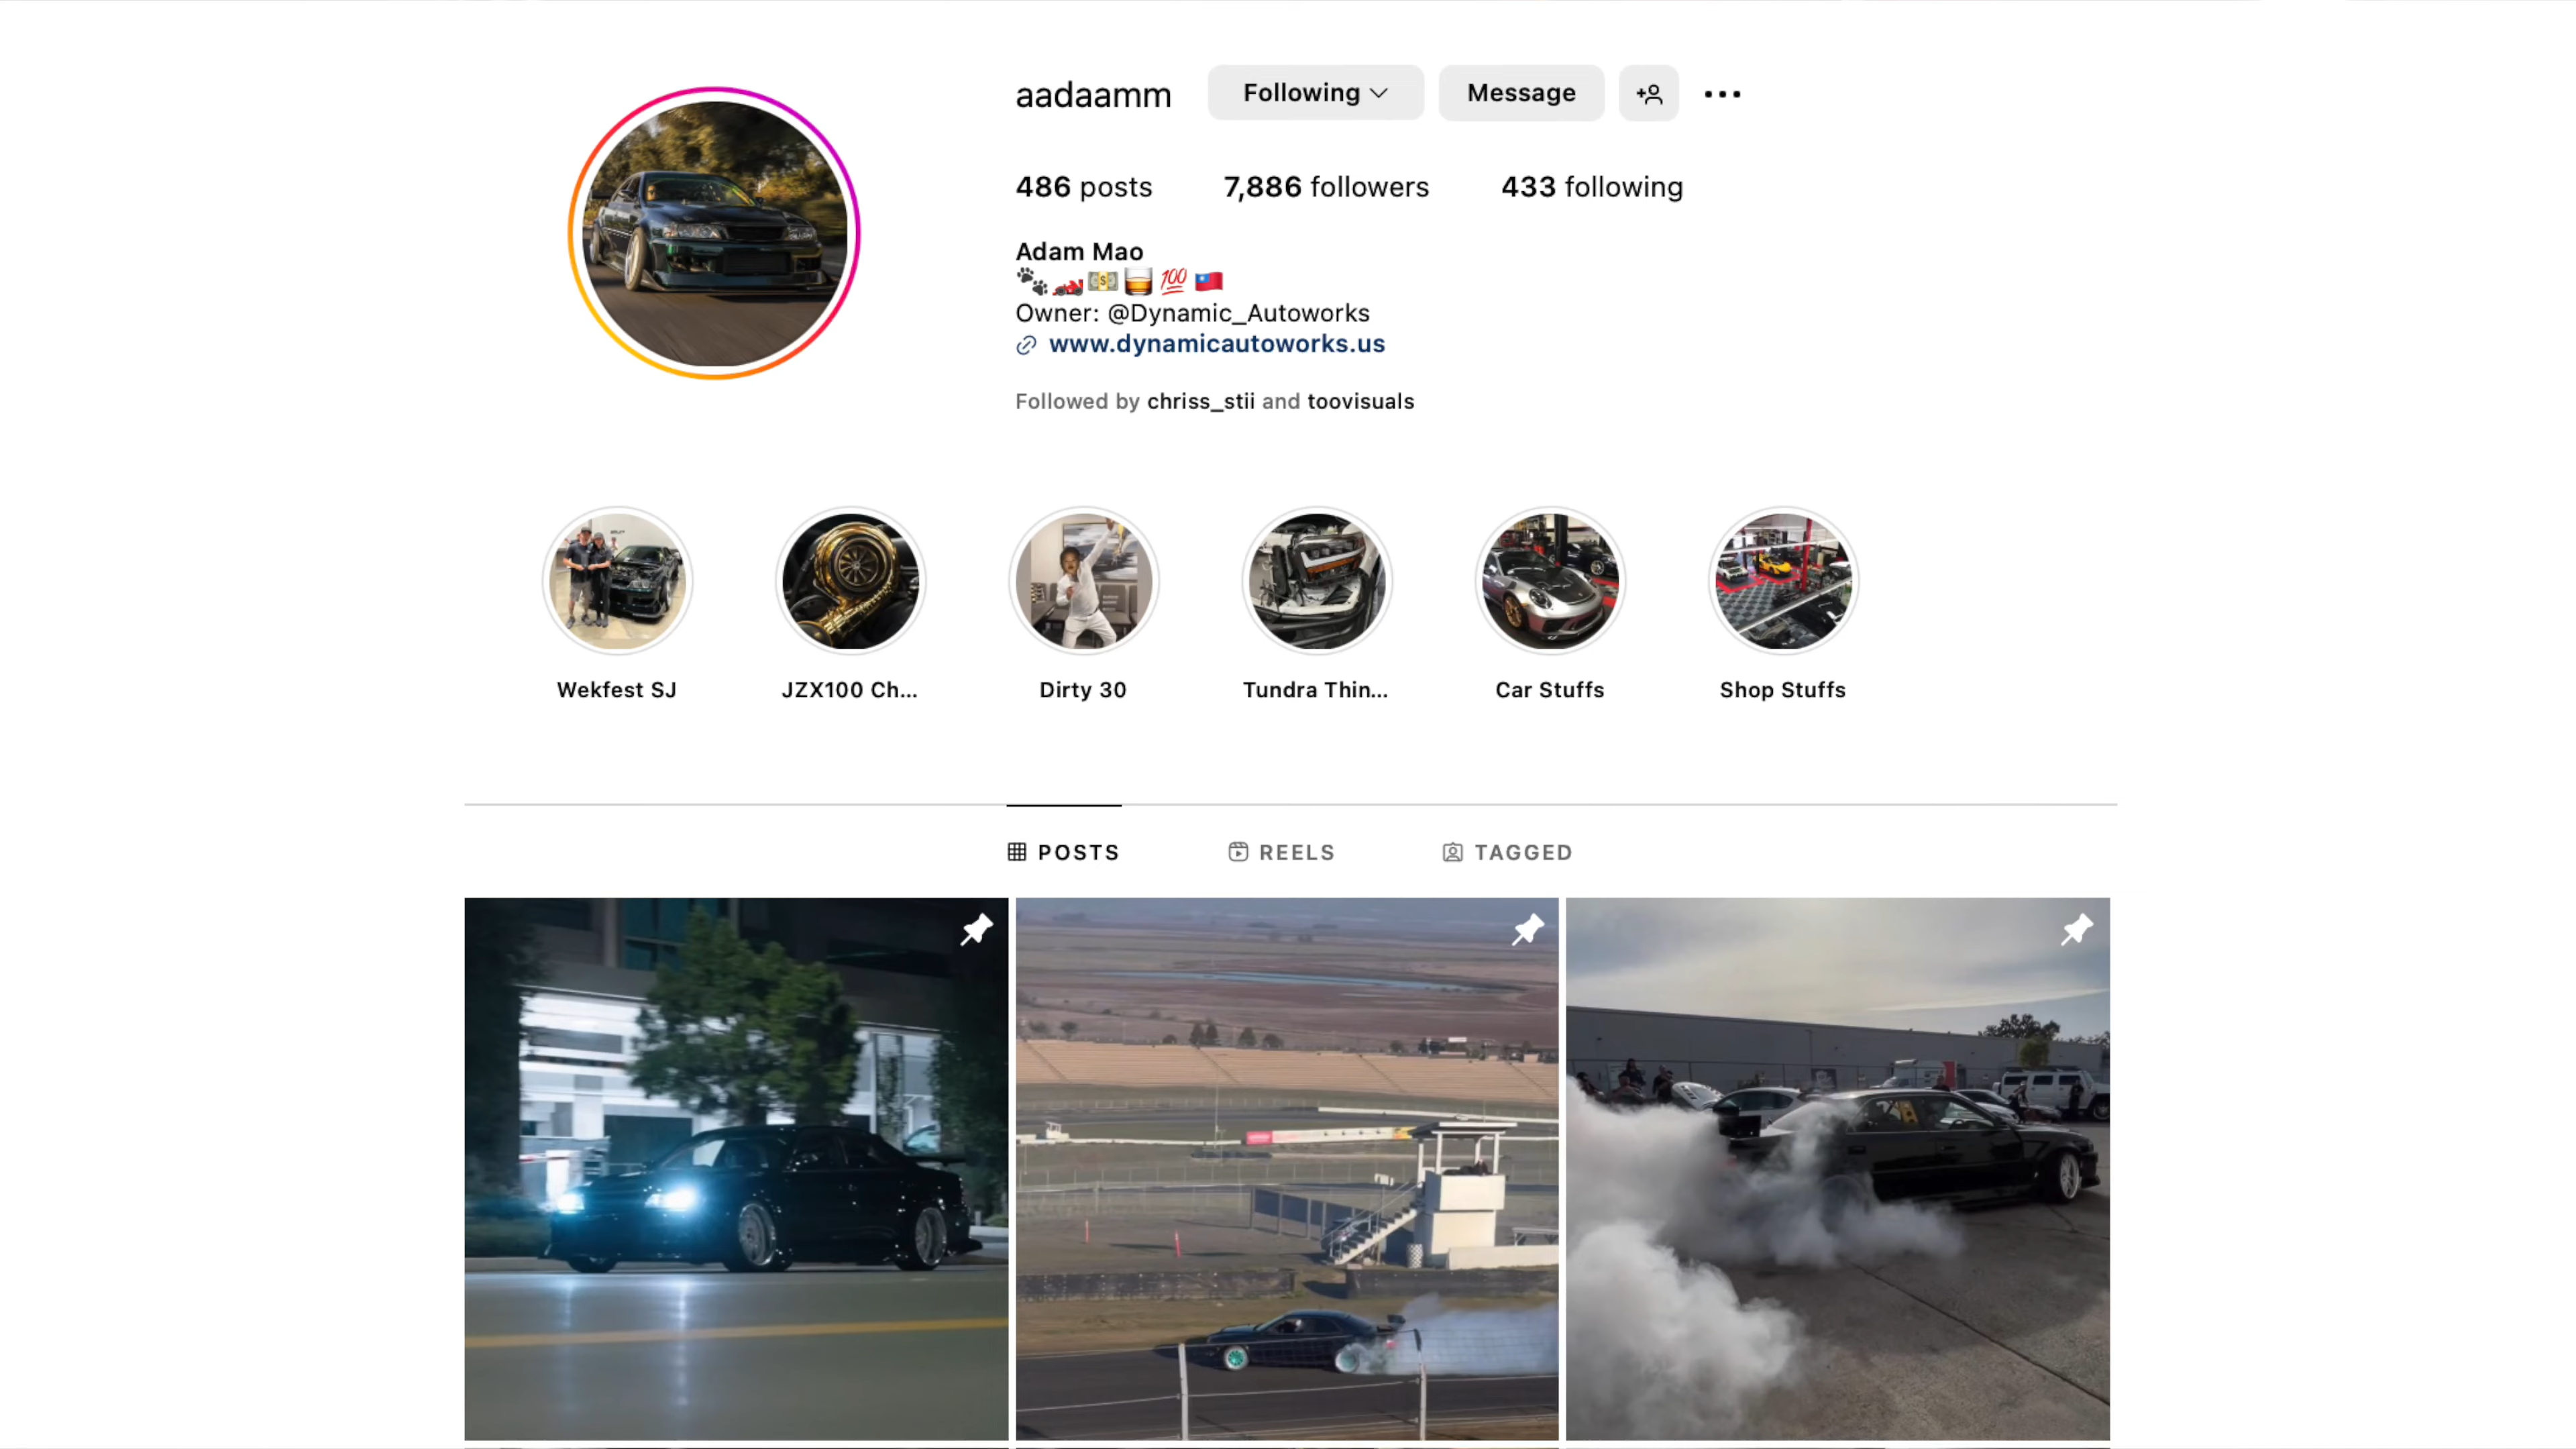 aadaamm Following Message
486 posts 7,886 followers 433 following
Adam Mao
🐾🏎️💵🥃💯🇹🇼
Owner: @Dynamic_Autoworks
www.dynamicautoworks.us
Followed by chriss_stii and toovisuals
Wekfest SJ JZX100 Ch... Dirty 30 Tundra Thin... Car Stuffs Shop Stuffs
POSTS REELS TAGGED